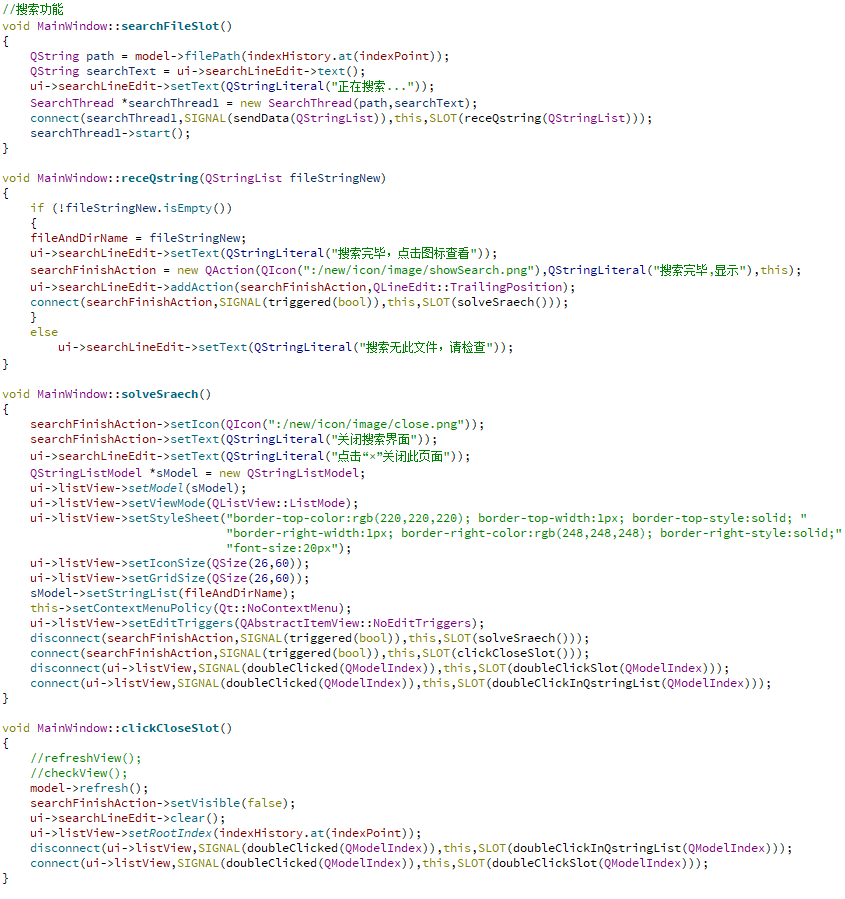 //搜索功能
void MainWindow::searchFileSlot()
{
    QString path = model->filePath(indexHistory.at(indexPoint));
    QString searchText = ui->searchLineEdit->text();
    ui->searchLineEdit->setText(QStringLiteral("正在搜索..."));
    SearchThread *searchThread1 = new SearchThread(path,searchText);
    connect(searchThread1,SIGNAL(sendData(QStringList)),this,SLOT(receQstring(QStringList)));
    searchThread1->start();
}

void MainWindow::receQstring(QStringList fileStringNew)
{
    if (!fileStringNew.isEmpty())
    {
    fileAndDirName = fileStringNew;
    ui->searchLineEdit->setText(QStringLiteral("搜索完毕，点击图标查看"));
    searchFinishAction = new QAction(QIcon(":/new/icon/image/showSearch.png"),QStringLiteral("搜索完毕,显示"),this);
    ui->searchLineEdit->addAction(searchFinishAction,QLineEdit::TrailingPosition);
    connect(searchFinishAction,SIGNAL(triggered(bool)),this,SLOT(solveSraech()));
    }
    else
        ui->searchLineEdit->setText(QStringLiteral("搜索无此文件，请检查"));
}

void MainWindow::solveSraech()
{
    searchFinishAction->setIcon(QIcon(":/new/icon/image/close.png"));
    searchFinishAction->setText(QStringLiteral("关闭搜索界面"));
    ui->searchLineEdit->setText(QStringLiteral("点击“×”关闭此页面"));
    QStringListModel *sModel = new QStringListModel;
    ui->listView->setModel(sModel);
    ui->listView->setViewMode(QListView::ListMode);
    ui->listView->setStyleSheet("border-top-color:rgb(220,220,220); border-top-width:1px; border-top-style:solid; "
                                "border-right-width:1px; border-right-color:rgb(248,248,248); border-right-style:solid;"
                                "font-size:20px");
    ui->listView->setIconSize(QSize(26,60));
    ui->listView->setGridSize(QSize(26,60));
    sModel->setStringList(fileAndDirName);
    this->setContextMenuPolicy(Qt::NoContextMenu);
    ui->listView->setEditTriggers(QAbstractItemView::NoEditTriggers);
    disconnect(searchFinishAction,SIGNAL(triggered(bool)),this,SLOT(solveSraech()));
    connect(searchFinishAction,SIGNAL(triggered(bool)),this,SLOT(clickCloseSlot()));
    disconnect(ui->listView,SIGNAL(doubleClicked(QModelIndex)),this,SLOT(doubleClickSlot(QModelIndex)));
    connect(ui->listView,SIGNAL(doubleClicked(QModelIndex)),this,SLOT(doubleClickInQstringList(QModelIndex)));
}

void MainWindow::clickCloseSlot()
{
    //refreshView();
    //checkView();
    model->refresh();
    searchFinishAction->setVisible(false);
    ui->searchLineEdit->clear();
    ui->listView->setRootIndex(indexHistory.at(indexPoint));
    disconnect(ui->listView,SIGNAL(doubleClicked(QModelIndex)),this,SLOT(doubleClickInQstringList(QModelIndex)));
    connect(ui->listView,SIGNAL(doubleClicked(QModelIndex)),this,SLOT(doubleClickSlot(QModelIndex)));
}